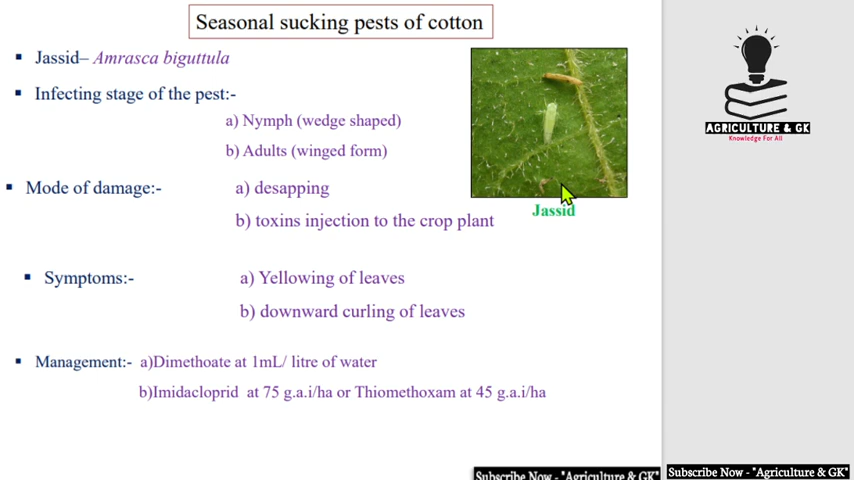 Seasonal sucking pests of cotton
▪ Jassid– Amrasca biguttula
▪ Infecting stage of the pest:-
a) Nymph (wedge shaped)
b) Adults (winged form)
▪ Mode of damage:- a) desapping
b) toxins injection to the crop plant
Jassid
▪ Symptoms:- a) Yellowing of leaves
b) downward curling of leaves
▪ Management:- a)Dimethoate at 1mL/ litre of water
b)Imidacloprid at 75 g.a.i/ha or Thiomethoxam at 45 g.a.i/ha
AGRICULTURE & GK
Knowledge For All
Subscribe Now - "Agriculture & GK"
Subscribe Now - "Agriculture & GK"